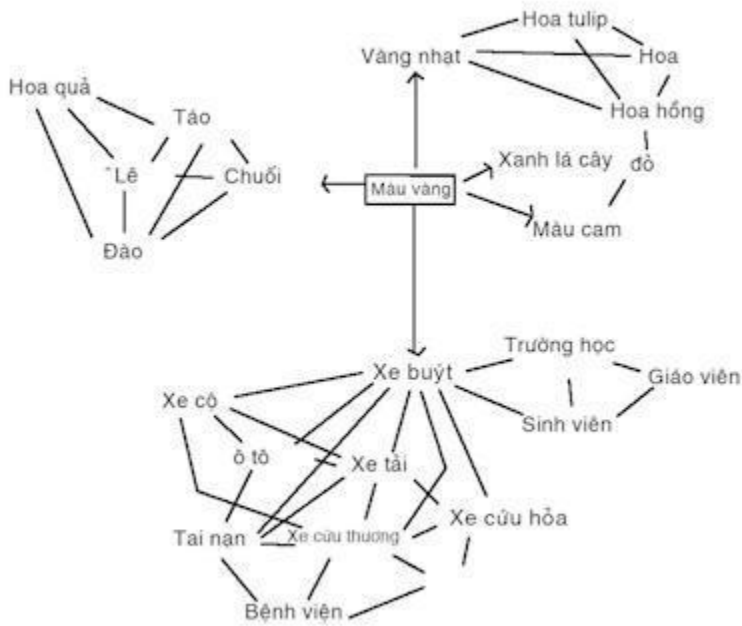 Hoa tulip
Vàng nhạt
Hoa
Hoa quả
Hoa hồng
Táo
Xanh lá cây
đỏ
Lê
Chuối
Màu vàng
Màu cam
Đào
Trường học
Xe buýt
Giáo viên
Xe cộ
Sinh viên
ô tô
Xe tải
Xe cứu hỏa
Tai nạn
Xe cứu thương
Bệnh viện